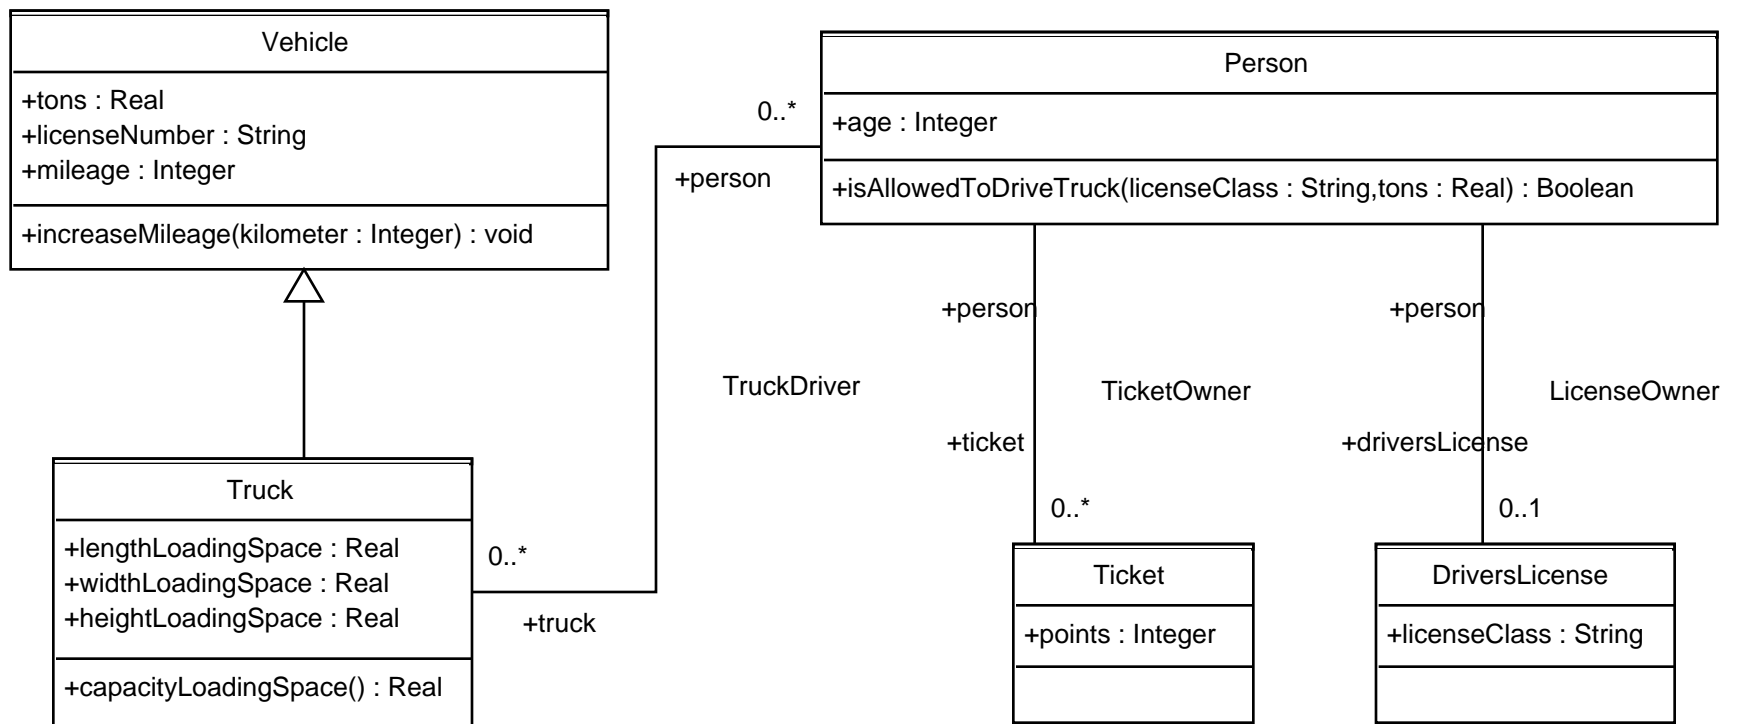 Vehicle
+tons : Real
+licenseNumber : String
+mileage : Integer
+increaseMileage(kilometer : Integer) : void
Person
+age : Integer
+isAllowedToDriveTruck(licenseClass : String,tons : Real) : Boolean
0..*
+person
TruckDriver
0..*
+truck
+person
TicketOwner
+ticket
0..*
+person
LicenseOwner
+driversLicense
0..1
Truck
+lengthLoadingSpace : Real
+widthLoadingSpace : Real
+heightLoadingSpace : Real
+capacityLoadingSpace() : Real
Ticket
+points : Integer
DriversLicense
+licenseClass : String